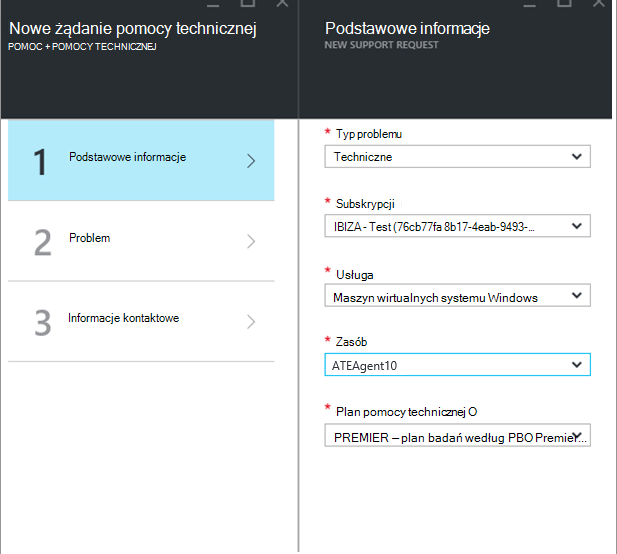 Nowe żądanie pomocy technicznej
POMOC + POMOCY TECHNICZNEJ
1 Podstawowe informacje
2 Problem
3 Informacje kontaktowe
Podstawowe informacje
NEW SUPPORT REQUEST
* Typ problemu
Techniczne
* Subskrypcji
IBIZA - Test (76cb77fa 8b17-4eab-9493-...
* Usługa
Maszyn wirtualnych systemu Windows
* Zasób
ATEAgent10
* Plan pomocy technicznej O
PREMIER – plan badań według PBO Premier...